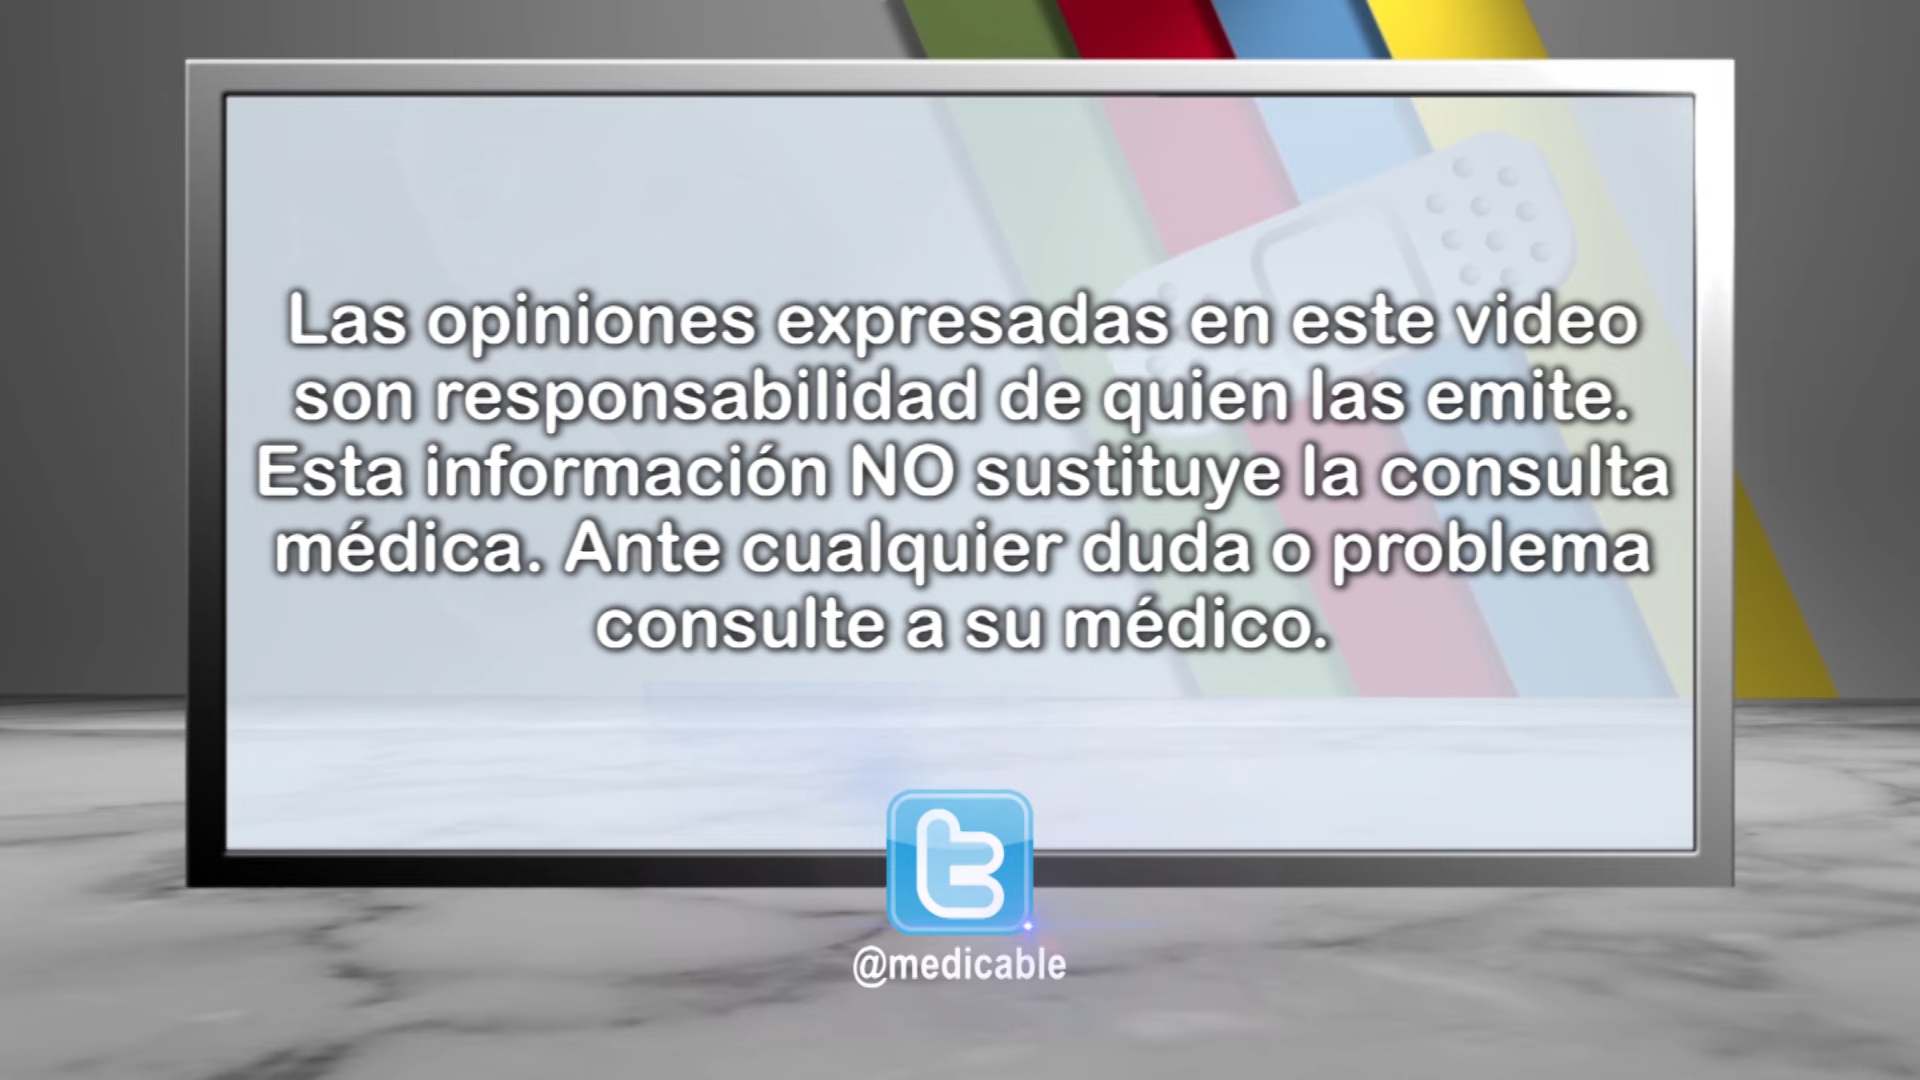 Las opiniones expresadas en este video
son responsabilidad de quien las emite.
Esta información NO sustituye la consulta
médica. Ante cualquier duda o problema
consulte a su médico.
t
@medicable